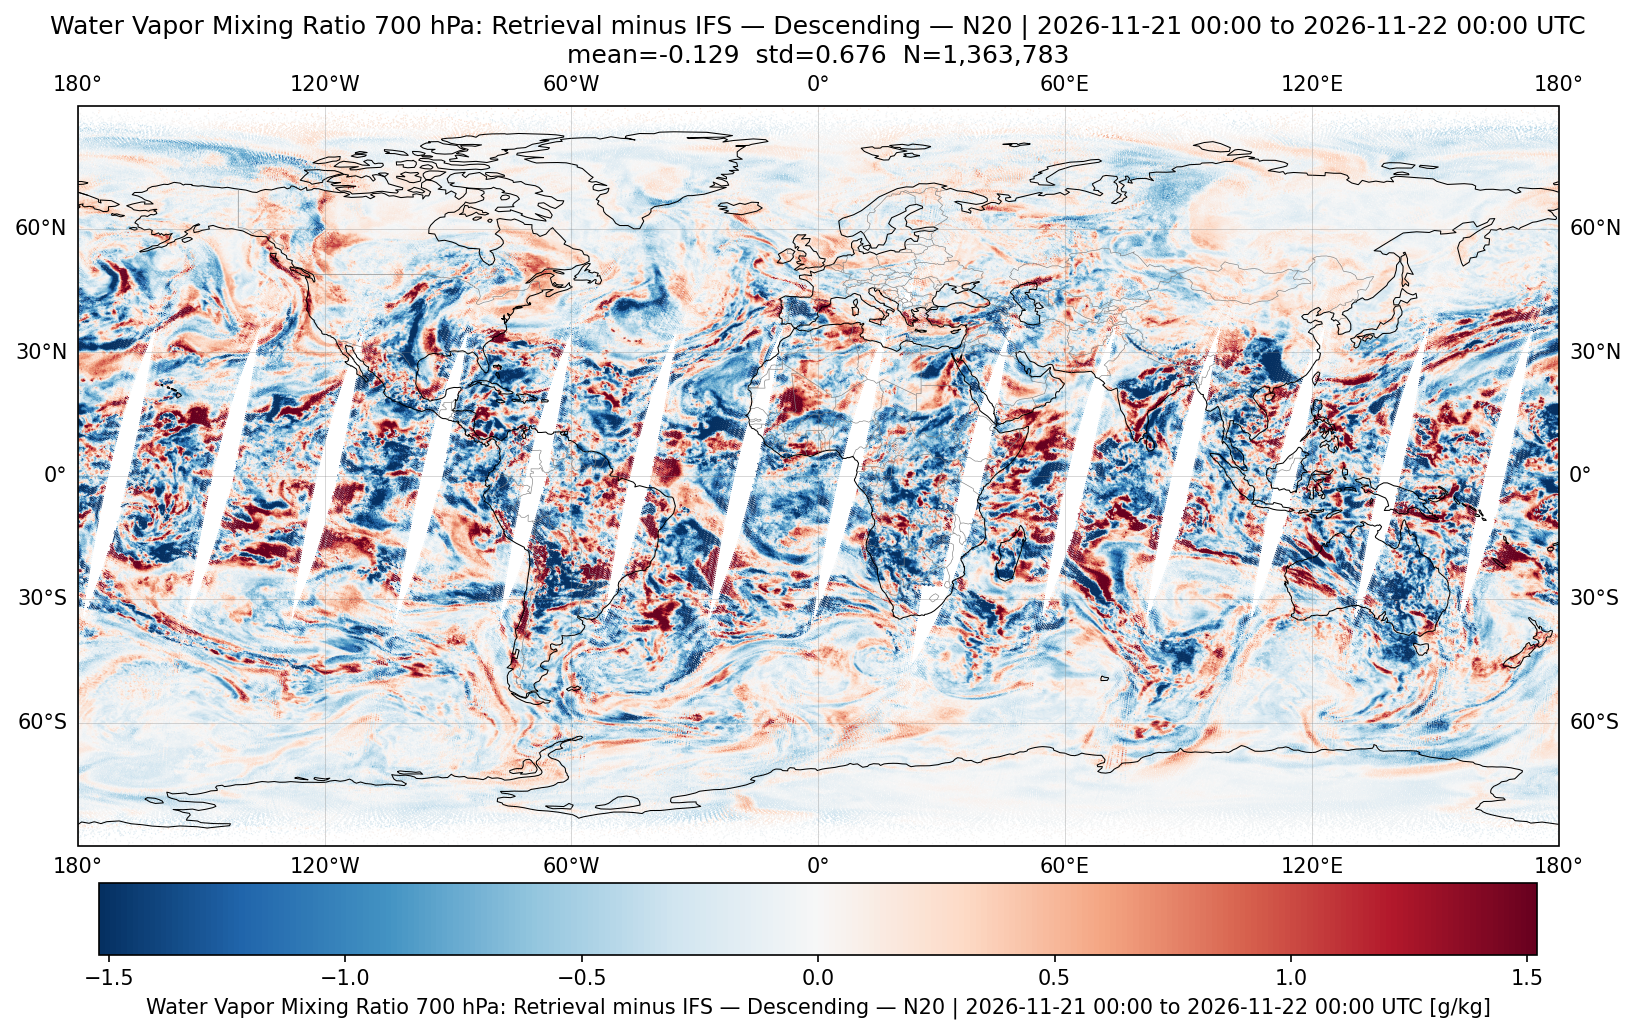 Water Vapor Mixing Ratio 700 hPa: Retrieval minus IFS — Descending — N20 | 2026-11-21 00:00 to 2026-11-22 00:00 UTC
mean=-0.129  std=0.676  N=1,363,783
180° 120°W 60°W 0° 60°E 120°E 180°
60°N 60°N
30°N 30°N
0° 0°
30°S 30°S
60°S 60°S
180° 120°W 60°W 0° 60°E 120°E 180°
−1.5 −1.0 −0.5 0.0 0.5 1.0 1.5
Water Vapor Mixing Ratio 700 hPa: Retrieval minus IFS — Descending — N20 | 2026-11-21 00:00 to 2026-11-22 00:00 UTC [g/kg]